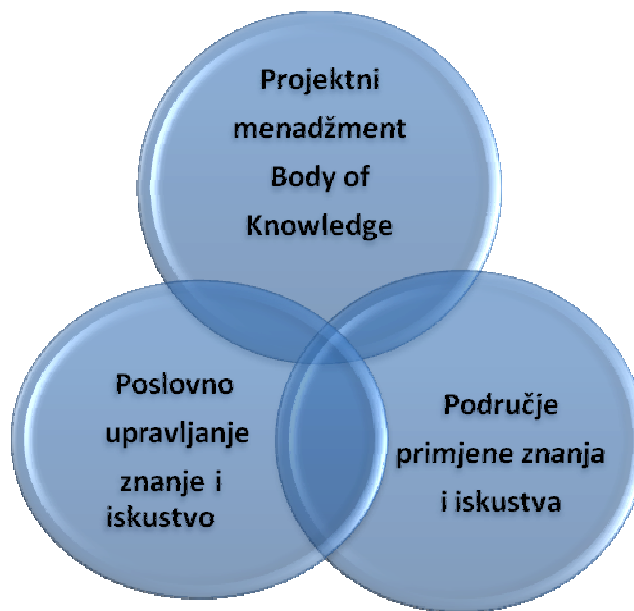 Projektni
menadžment
Body of
Knowledge
Poslovno
upravljanje
znanje i
iskustvo
Područje
primjene znanja
i iskustva